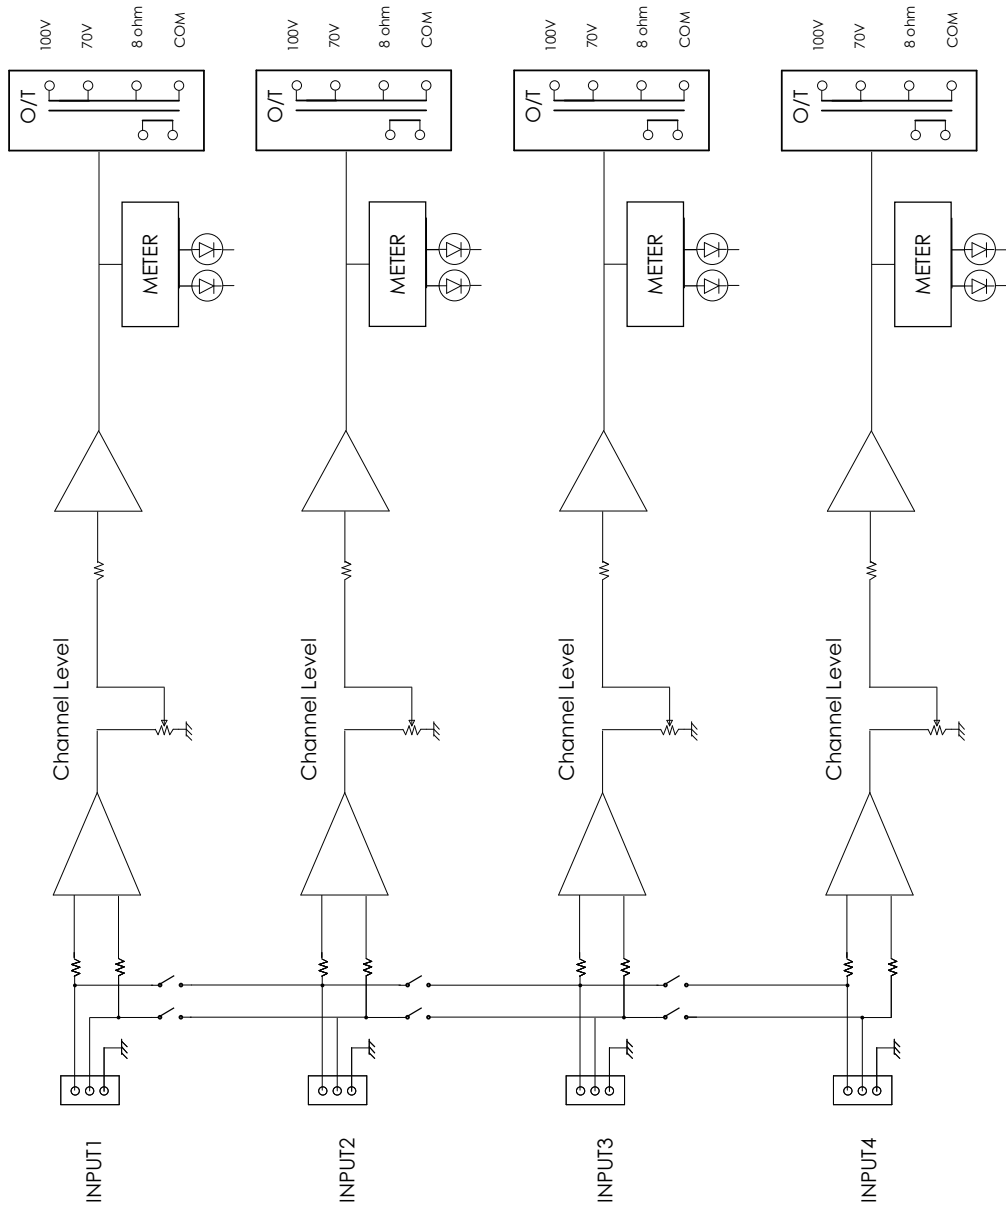 INPUT1
Channel Level
METER
O/T
100V
70V
8 ohm
COM
INPUT2
Channel Level
METER
O/T
100V
70V
8 ohm
COM
INPUT3
Channel Level
METER
O/T
100V
70V
8 ohm
COM
INPUT4
Channel Level
METER
O/T
100V
70V
8 ohm
COM